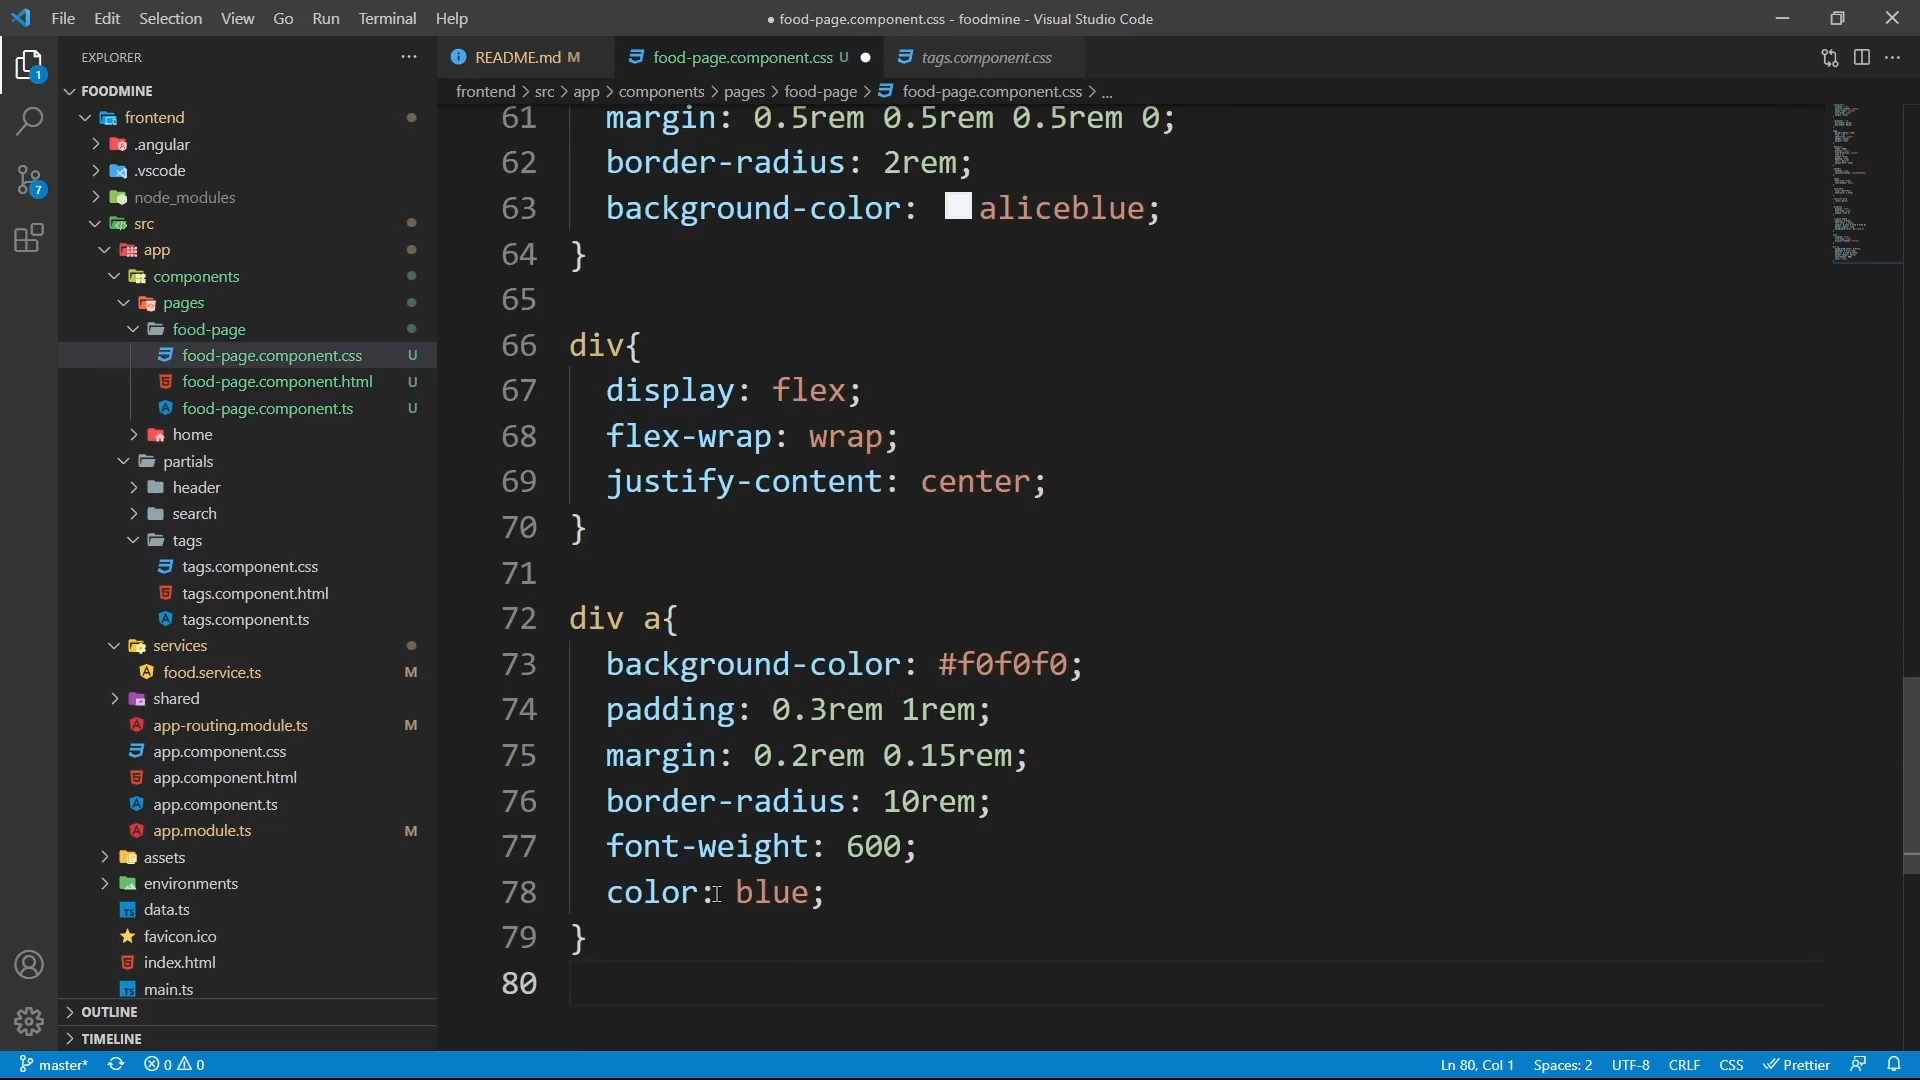 File Edit Selection View Go Run Terminal Help
● food-page.component.css - foodmine - Visual Studio Code
EXPLORER
README.md M
food-page.component.css U
tags.component.css
frontend > src > app > components > pages > food-page > food-page.component.css > ...
FOODMINE
frontend
.angular
.vscode
node_modules
src
app
components
pages
food-page
food-page.component.css U
food-page.component.html U
food-page.component.ts U
home
partials
header
search
tags
tags.component.css
tags.component.html
tags.component.ts
services
food.service.ts M
shared
app-routing.module.ts M
app.component.css
app.component.html
app.component.ts
app.module.ts M
assets
environments
data.ts
favicon.ico
index.html
main.ts
OUTLINE
TIMELINE
1
7
61 margin: 0.5rem 0.5rem 0.5rem 0;
62 border-radius: 2rem;
63 background-color: aliceblue;
64 }
65
66 div{
67 display: flex;
68 flex-wrap: wrap;
69 justify-content: center;
70 }
71
72 div a{
73 background-color: #f0f0f0;
74 padding: 0.3rem 1rem;
75 margin: 0.2rem 0.15rem;
76 border-radius: 10rem;
77 font-weight: 600;
78 color: blue;
79 }
80
master* 0 0
Ln 80, Col 1 Spaces: 2 UTF-8 CRLF CSS Prettier